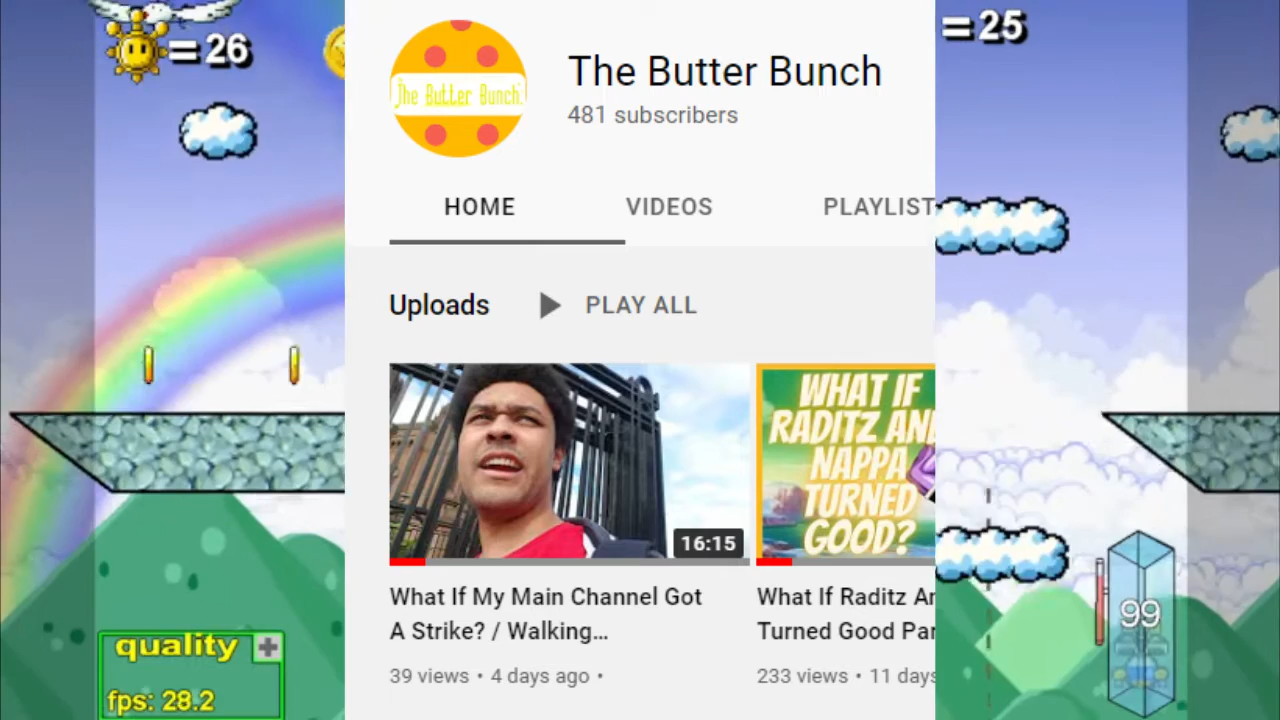 = 26
= 25
The Butter Bunch
The Butter Bunch
481 subscribers
HOME
VIDEOS
PLAYLIST
Uploads
PLAY ALL
16:15
WHAT IF
RADITZ AN
NAPPA
TURNED
GOOD?
What If My Main Channel Got
A Strike? / Walking...
39 views • 4 days ago •
What If Raditz Ar
Turned Good Par
233 views • 11 days
99
quality
fps: 28.2